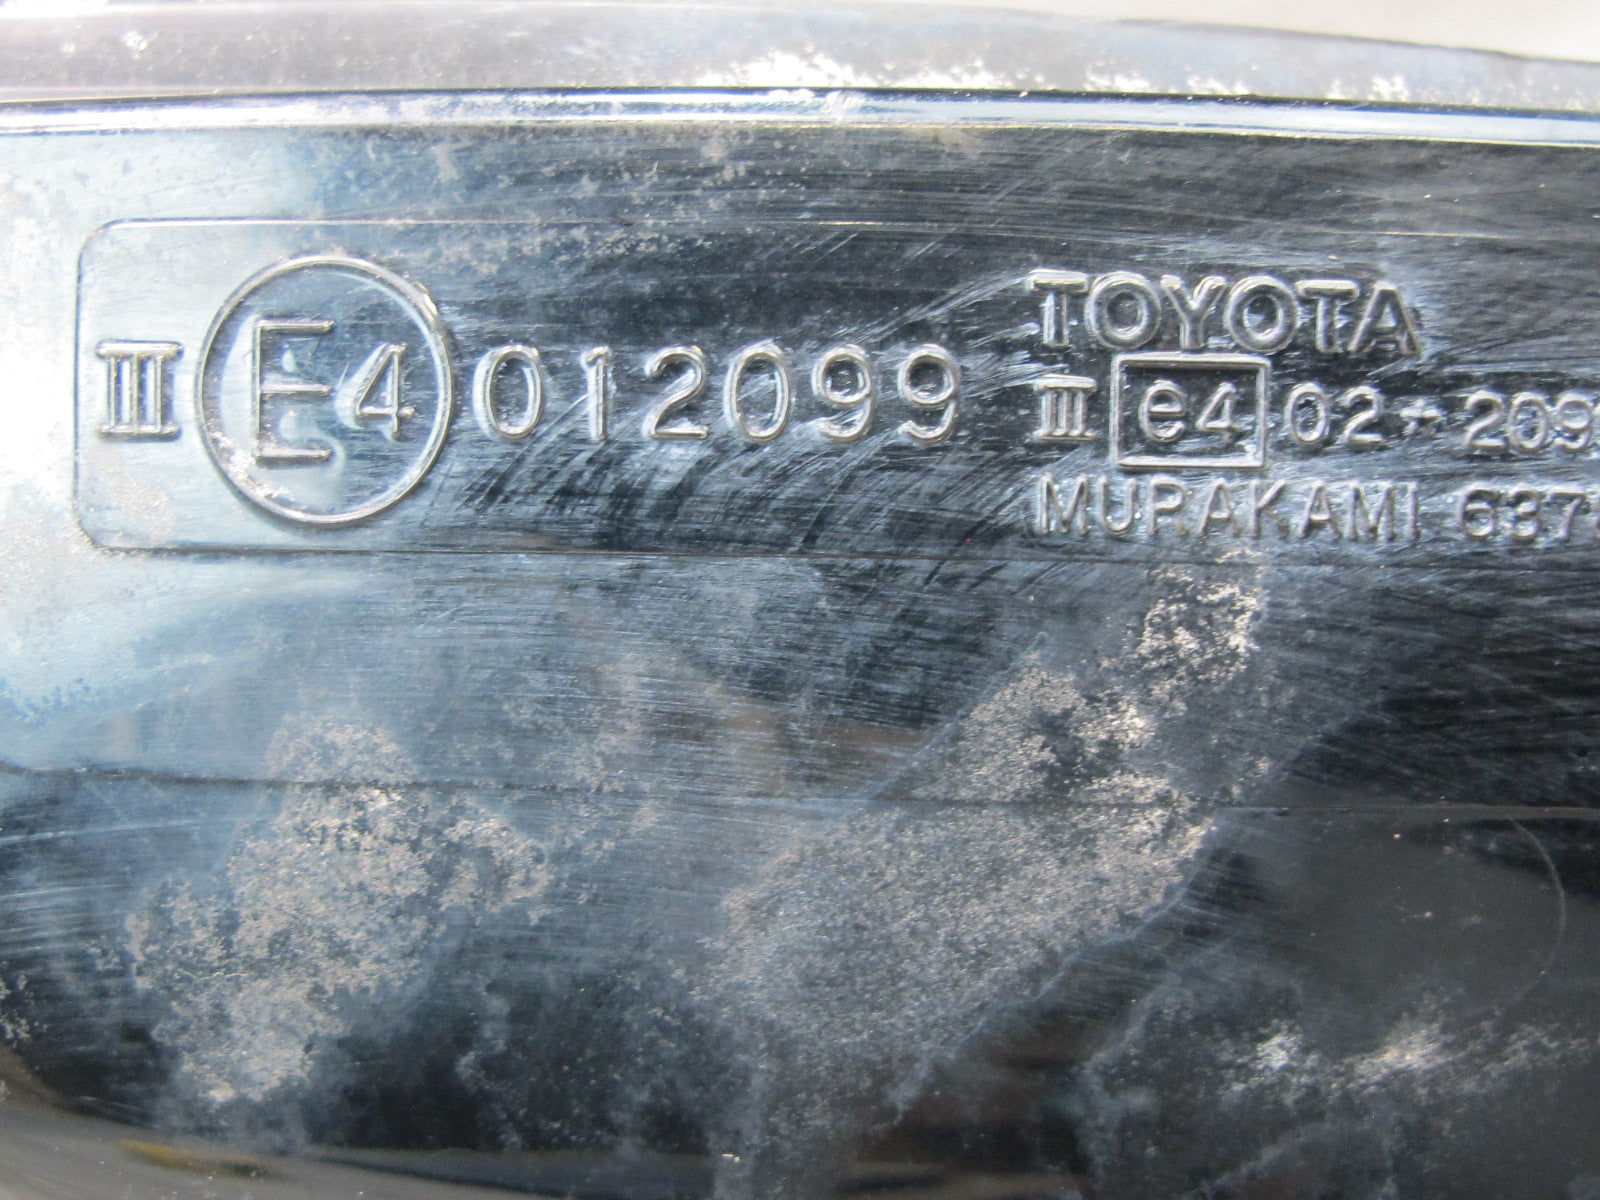 III E4 012099
TOYOTA
III e4 02*209
MURAKAMI 637